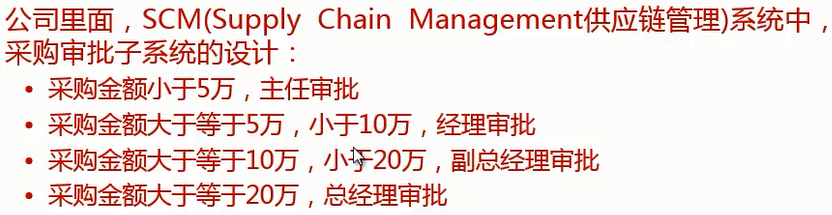 公司里面，SCM(Supply Chain Management供应链管理)系统中，
采购审批子系统的设计：
• 采购金额小于5万，主任审批
• 采购金额大于等于5万，小于10万，经理审批
• 采购金额大于等于10万，小于20万，副总经理审批
• 采购金额大于等于20万，总经理审批